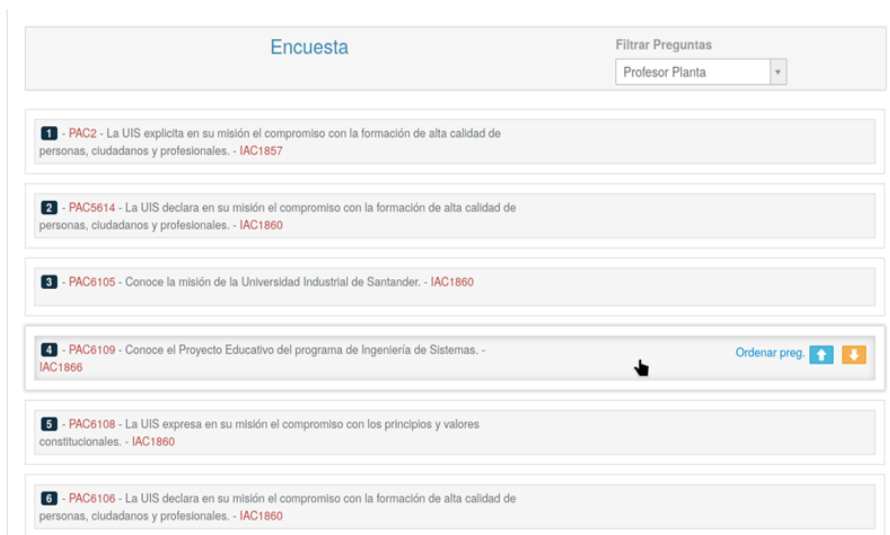 Encuesta
Filtrar Preguntas
Profesor Planta
1 - PAC2 - La UIS explicita en su misión el compromiso con la formación de alta calidad de
personas, ciudadanos y profesionales. - IAC1857
2 - PAC5614 - La UIS declara en su misión el compromiso con la formación de alta calidad de
personas, ciudadanos y profesionales. - IAC1860
3 - PAC6105 - Conoce la misión de la Universidad Industrial de Santander. - IAC1860
4 - PAC6109 - Conoce el Proyecto Educativo del programa de Ingeniería de Sistemas. -
IAC1866
Ordenar preg.
5 - PAC6108 - La UIS expresa en su misión el compromiso con los principios y valores
constitucionales. - IAC1860
6 - PAC6106 - La UIS declara en su misión el compromiso con la formación de alta calidad de
personas, ciudadanos y profesionales. - IAC1860